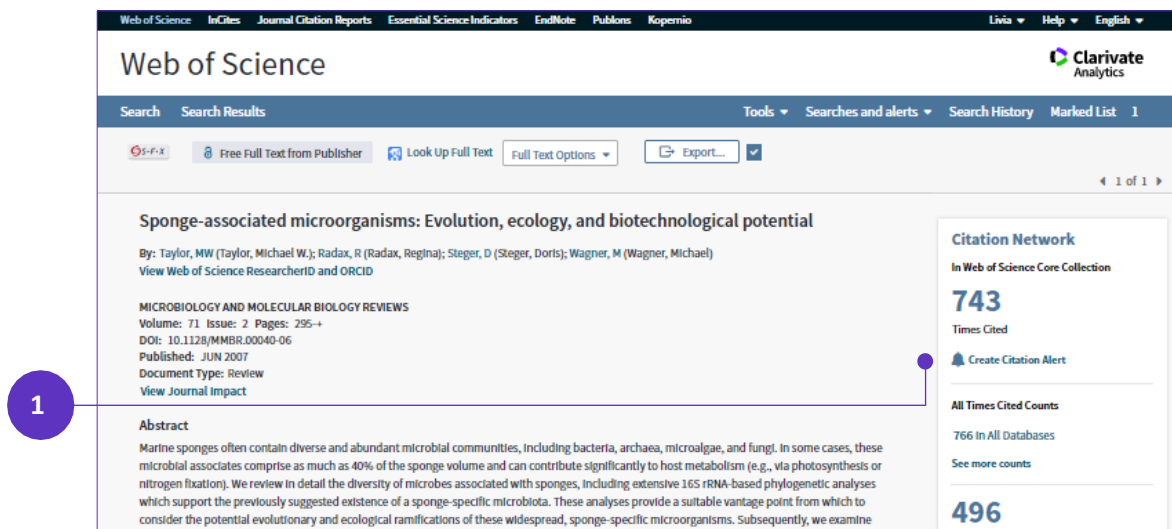 Web of Science InCites Journal Citation Reports Essential Science Indicators EndNote Publons Kopernio Livia Help English
Web of Science
Clarivate
Analytics
Search Search Results Tools Searches and alerts Search History Marked List 1
S·F·X Free Full Text from Publisher Look Up Full Text Full Text Options Export...
1 of 1
Sponge-associated microorganisms: Evolution, ecology, and biotechnological potential
By: Taylor, MW (Taylor, Michael W.); Radax, R (Radax, Regina); Steger, D (Steger, Doris); Wagner, M (Wagner, Michael)
View Web of Science ResearcherID and ORCID
MICROBIOLOGY AND MOLECULAR BIOLOGY REVIEWS
Volume: 71 Issue: 2 Pages: 295-+
DOI: 10.1128/MMBR.00040-06
Published: JUN 2007
Document Type: Review
View Journal Impact
1
Abstract
Marine sponges often contain diverse and abundant microbial communities, including bacteria, archaea, microalgae, and fungi. In some cases, these
microbial associates comprise as much as 40% of the sponge volume and can contribute significantly to host metabolism (e.g., via photosynthesis or
nitrogen fixation). We review in detail the diversity of microbes associated with sponges, including extensive 16S rRNA-based phylogenetic analyses
which support the previously suggested existence of a sponge-specific microbiota. These analyses provide a suitable vantage point from which to
consider the potential evolutionary and ecological ramifications of these widespread, sponge-specific microorganisms. Subsequently, we examine
Citation Network
In Web of Science Core Collection
743
Times Cited
Create Citation Alert
All Times Cited Counts
766 in All Databases
See more counts
496